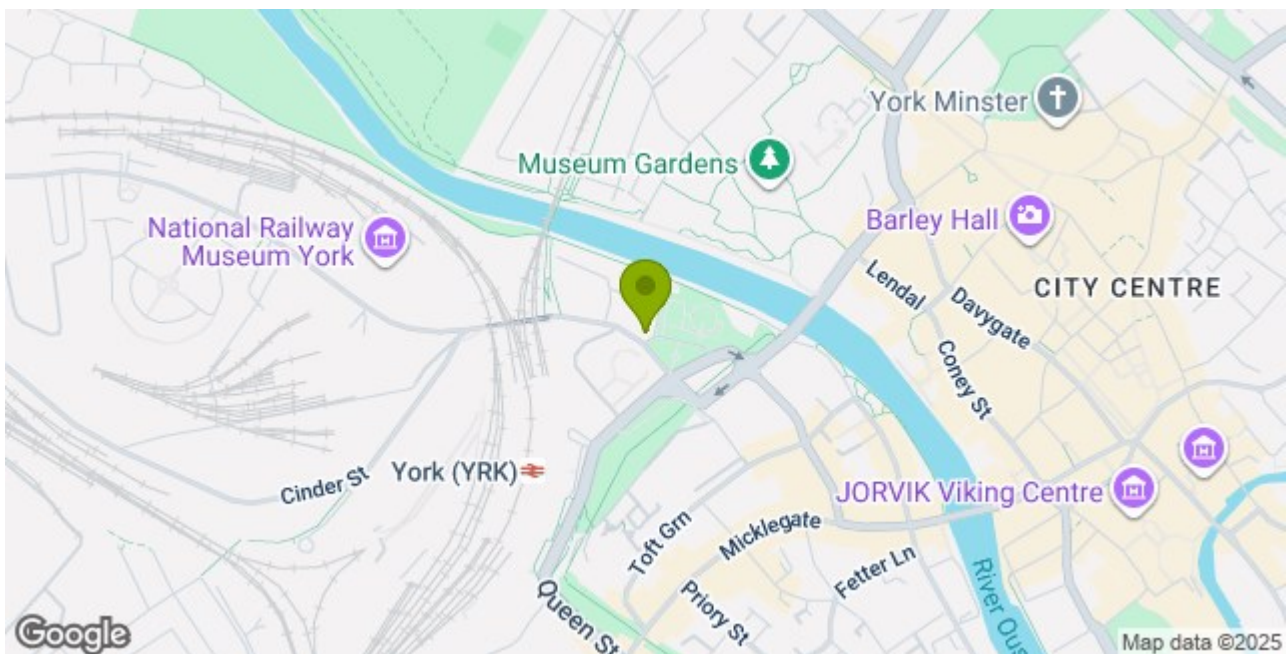 York Minster
Museum Gardens
National Railway
Museum York
Barley Hall
Lendal
Davygate
CITY CENTRE
Coney St
York (YRK)
Cinder St
JORVIK Viking Centre
Toft Grn
Micklegate
Fetter Ln
Priory St
Queen St
River Ous
Google
Map data ©2025